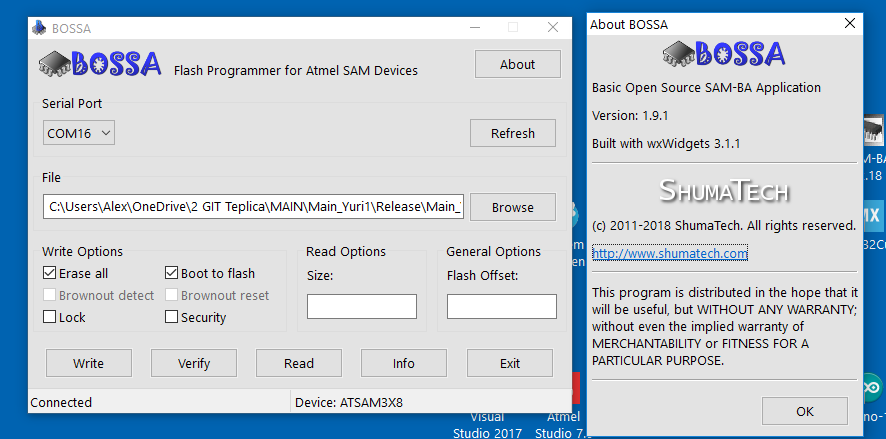 BOSSA
BOSSA
Flash Programmer for Atmel SAM Devices
About
Serial Port
COM16
Refresh
File
C:\Users\Alex\OneDrive\2 GIT Teplica\MAIN\Main_Yuri1\Release\Main_
Browse
Write Options
Erase all
Boot to flash
Brownout detect
Brownout reset
Lock
Security
Read Options
Size:
General Options
Flash Offset:
Write
Verify
Read
Info
Exit
Connected
Device: ATSAM3X8
About BOSSA
BOSSA
Basic Open Source SAM-BA Application
Version: 1.9.1
Built with wxWidgets 3.1.1
SHUMATECH
(c) 2011-2018 ShumaTech. All rights reserved.
http://www.shumatech.com
This program is distributed in the hope that it
will be useful, but WITHOUT ANY WARRANTY;
without even the implied warranty of
MERCHANTABILITY or FITNESS FOR A
PARTICULAR PURPOSE.
OK
Visual
Studio 2017
Atmel
Studio 7.
.18
MX